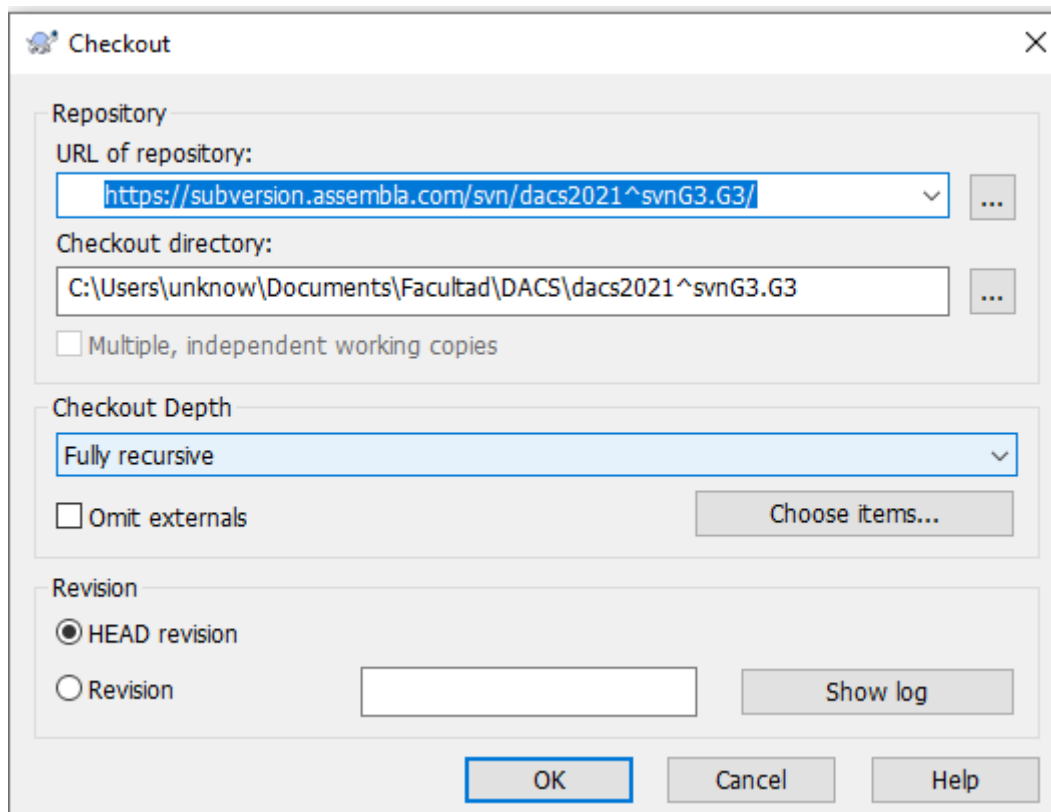 Checkout
Repository
URL of repository:
https://subversion.assembla.com/svn/dacs2021^svnG3.G3/
...
Checkout directory:
C:\Users\unknow\Documents\Facultad\DACS\dacs2021^svnG3.G3
...
Multiple, independent working copies
Checkout Depth
Fully recursive
Omit externals
Choose items...
Revision
HEAD revision
Revision
Show log
OK Cancel Help